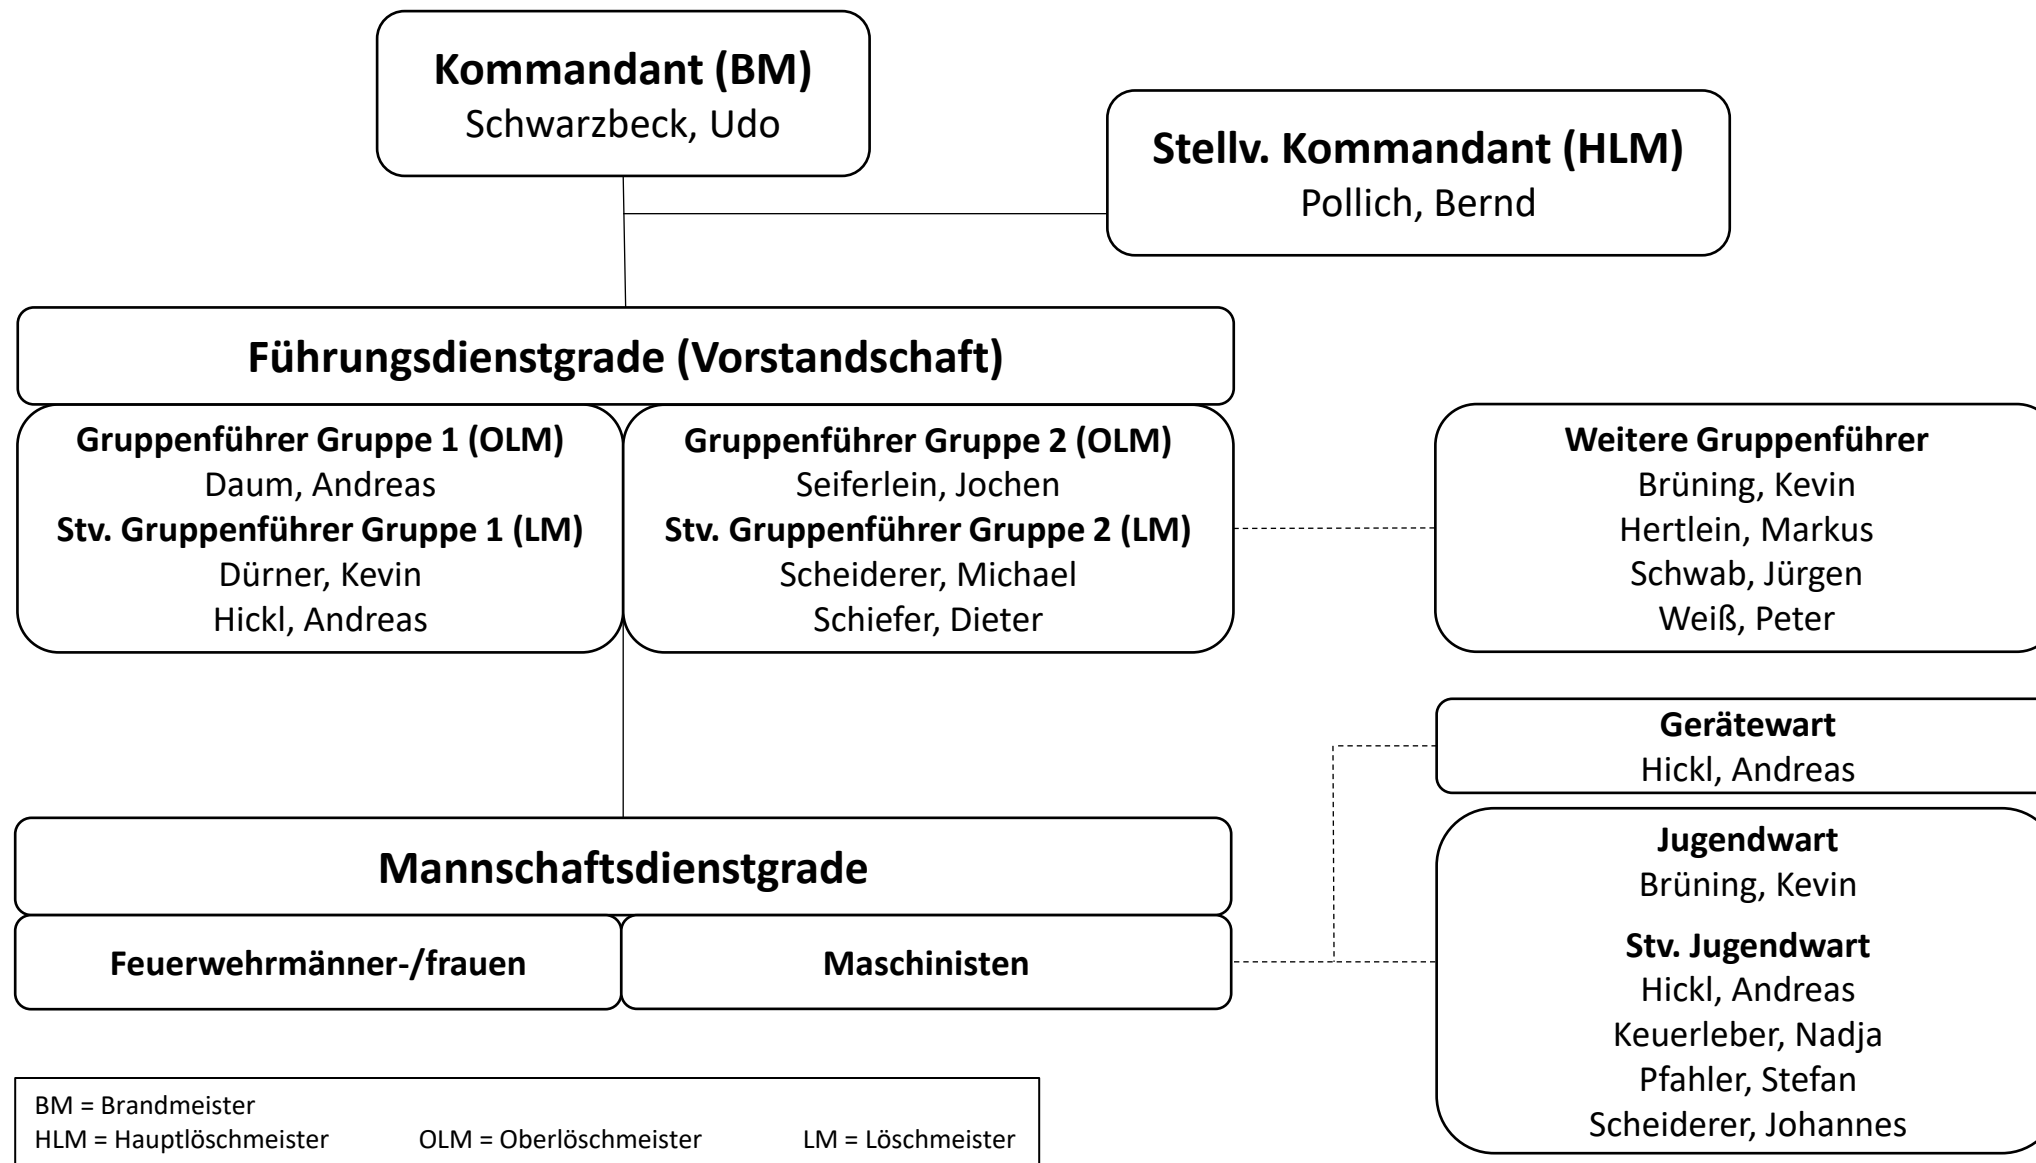 Kommandant (BM)
Schwarzbeck, Udo
Stellv. Kommandant (HLM)
Pollich, Bernd
Führungsdienstgrade (Vorstandschaft)
Gruppenführer Gruppe 1 (OLM)
Daum, Andreas
Stv. Gruppenführer Gruppe 1 (LM)
Dürner, Kevin
Hickl, Andreas
Gruppenführer Gruppe 2 (OLM)
Seiferlein, Jochen
Stv. Gruppenführer Gruppe 2 (LM)
Scheiderer, Michael
Schiefer, Dieter
Weitere Gruppenführer
Brüning, Kevin
Hertlein, Markus
Schwab, Jürgen
Weiß, Peter
Gerätewart
Hickl, Andreas
Mannschaftsdienstgrade
Feuerwehrmänner-/frauen
Maschinisten
Jugendwart
Brüning, Kevin
Stv. Jugendwart
Hickl, Andreas
Keuerleber, Nadja
Pfahler, Stefan
Scheiderer, Johannes
BM = Brandmeister
HLM = Hauptlöschmeister OLM = Oberlöschmeister LM = Löschmeister